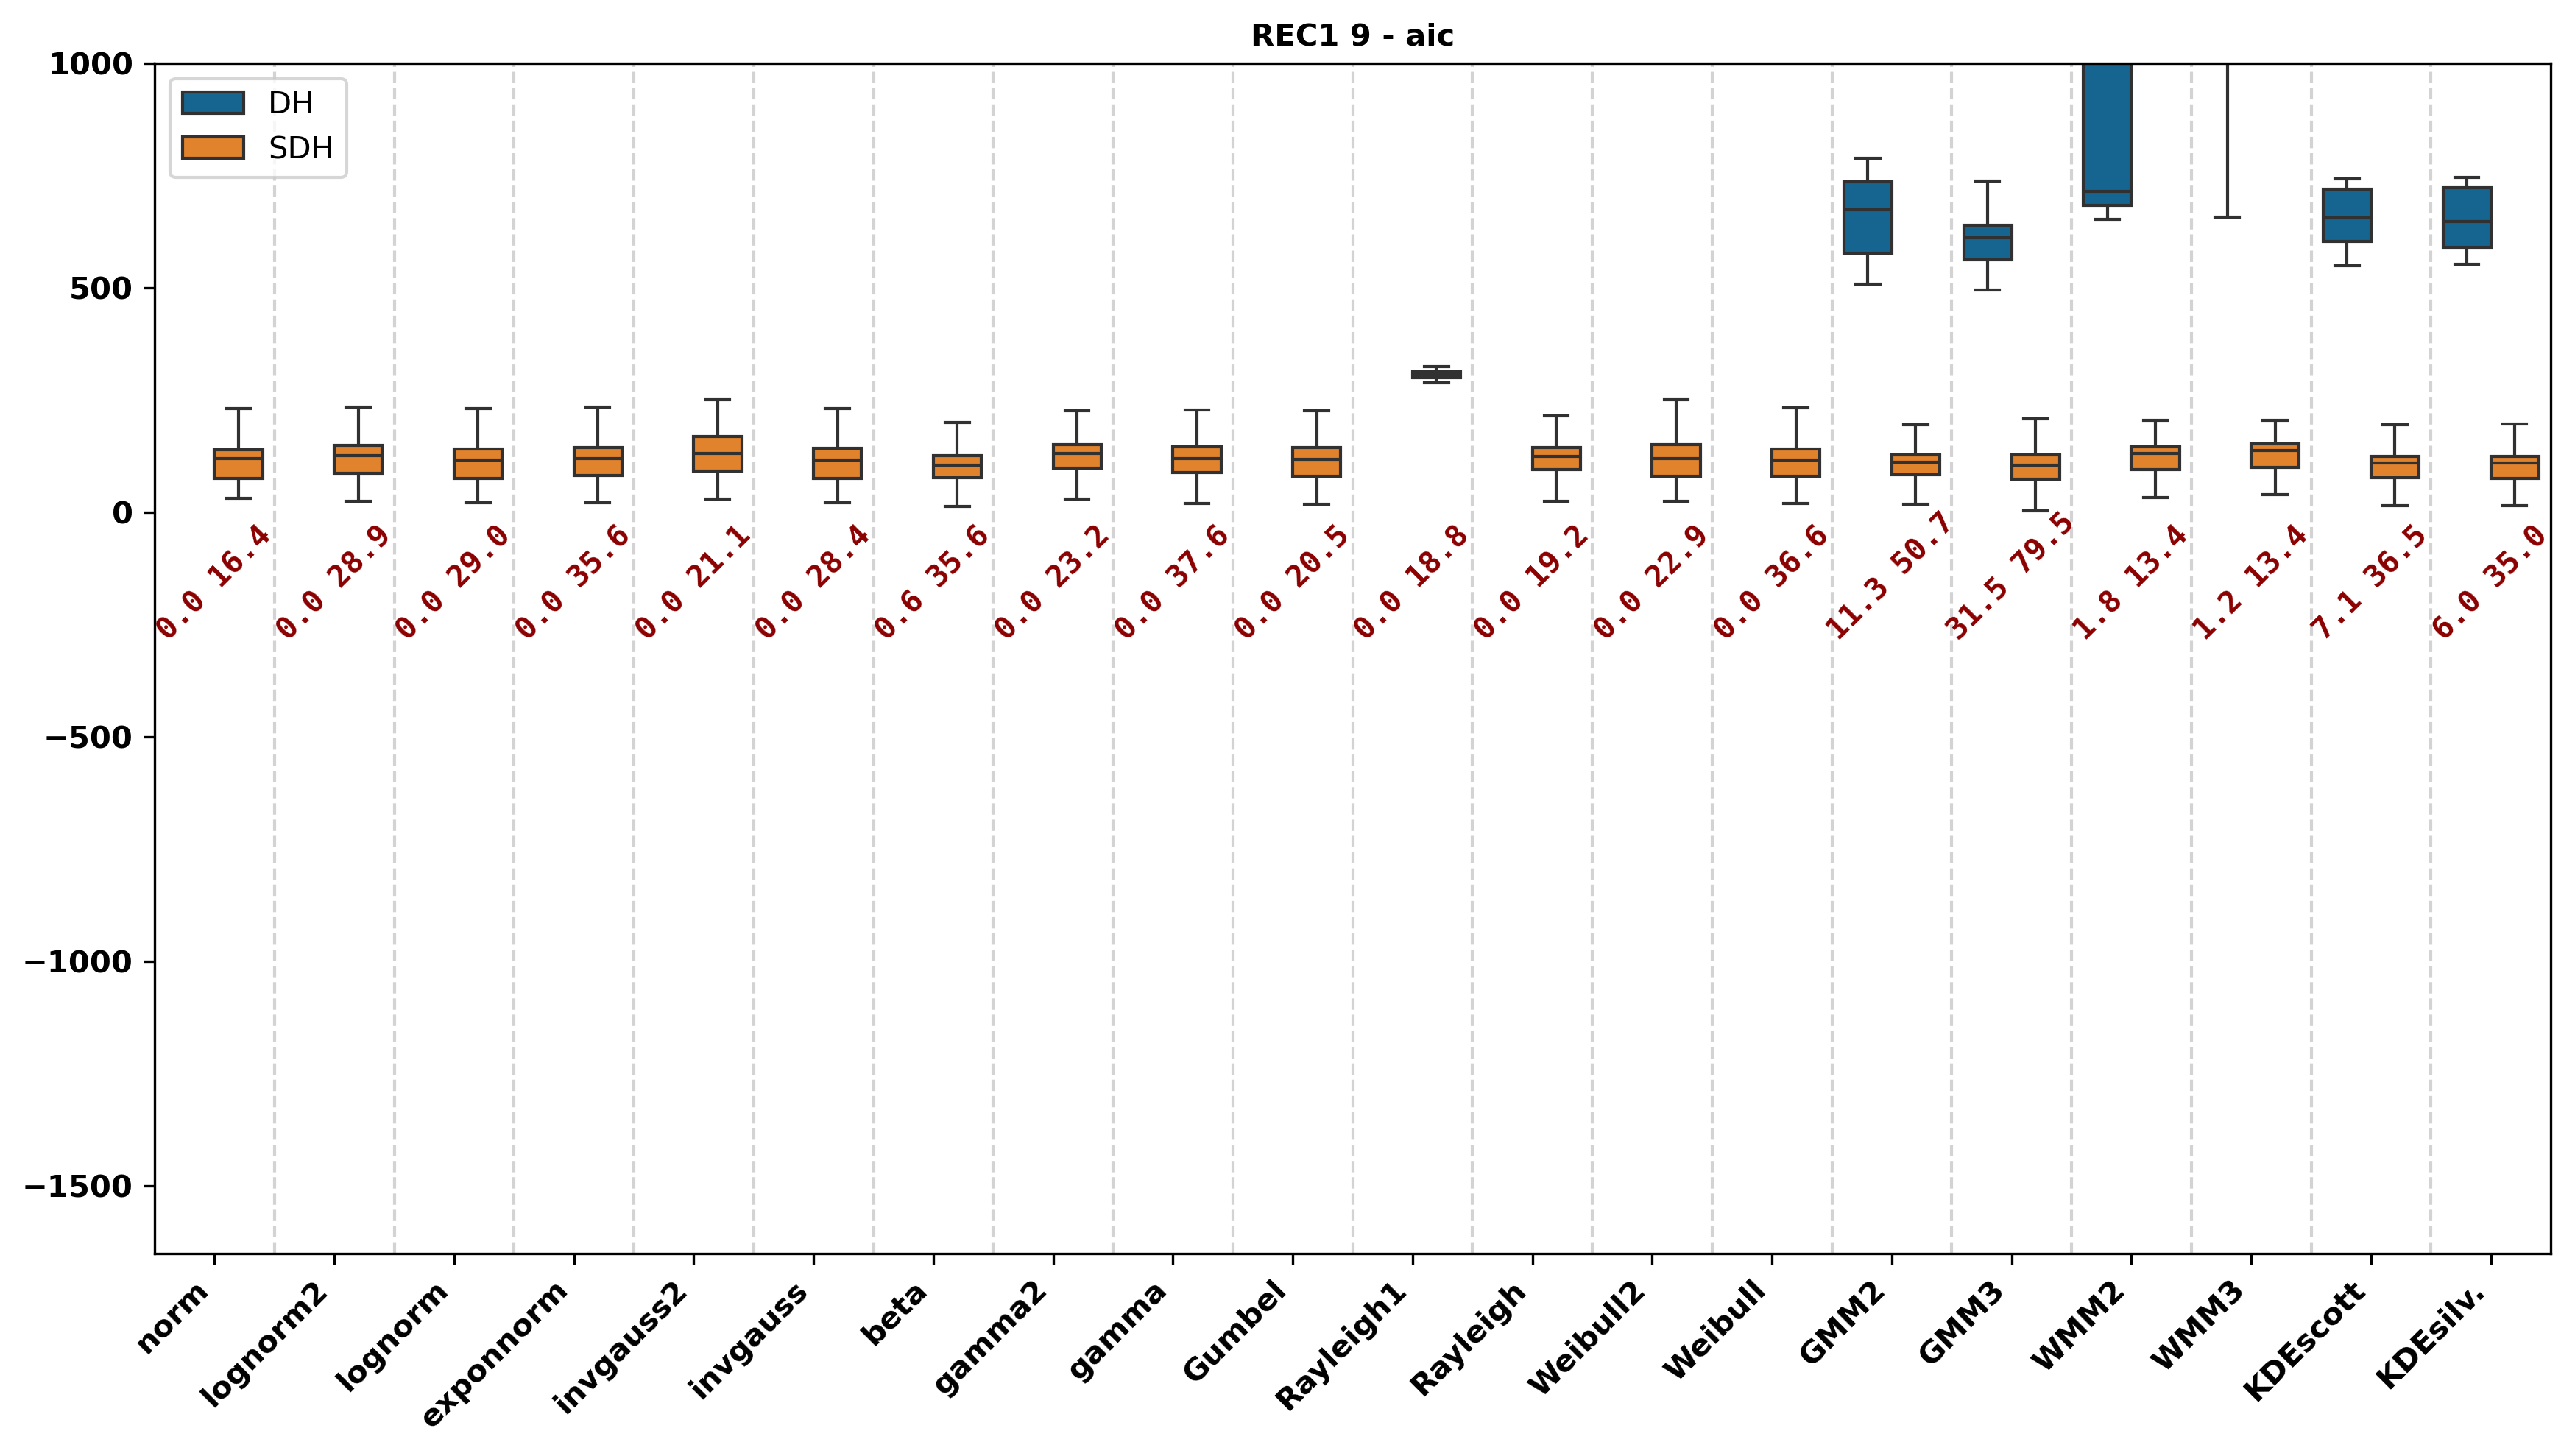 REC1 9 - aic
1000
500
0
−500
−1000
−1500
DH
SDH
0.0 16.4
0.0 28.9
0.0 29.0
0.0 35.6
0.0 21.1
0.0 28.4
0.6 35.6
0.0 23.2
0.0 37.6
0.0 20.5
0.0 18.8
0.0 19.2
0.0 22.9
0.0 36.6
11.3 50.7
31.5 79.5
1.8 13.4
1.2 13.4
7.1 36.5
6.0 35.0
norm
lognorm2
lognorm
exponnorm
invgauss2
invgauss
beta
gamma2
gamma
Gumbel
Rayleigh1
Rayleigh
Weibull2
Weibull
GMM2
GMM3
WMM2
WMM3
KDEscott
KDEsilv.